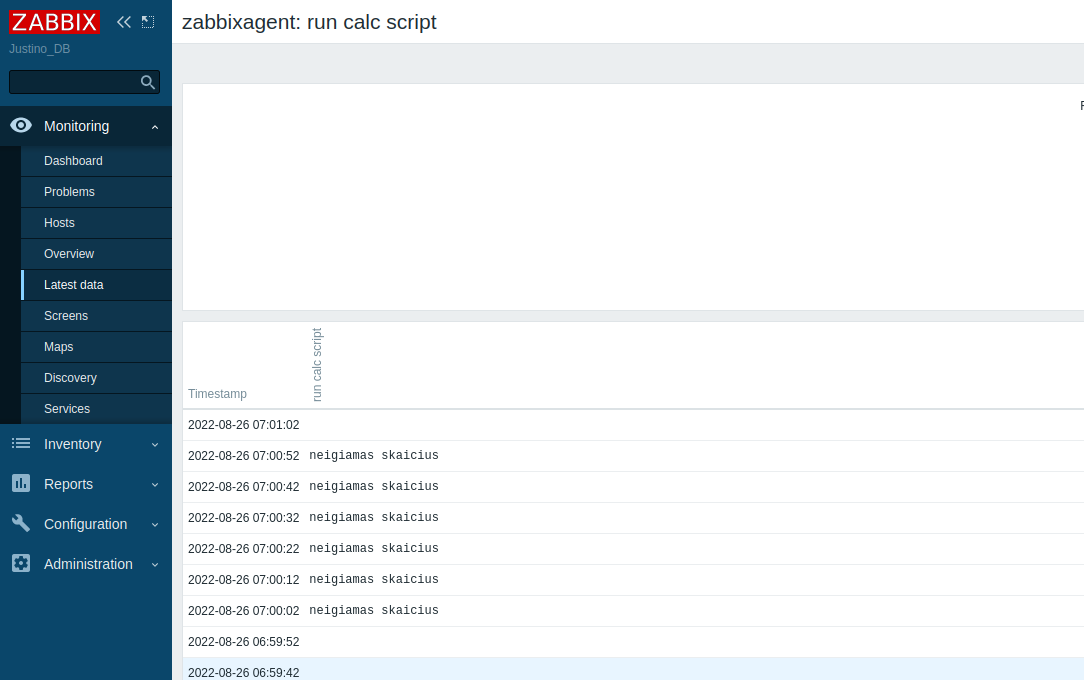 ZABBIX
Justino_DB
zabbixagent: run calc script
Monitoring
Dashboard
Problems
Hosts
Overview
Latest data
Screens
Maps
Discovery
Services
Inventory
Reports
Configuration
Administration
Timestamp
run calc script
2022-08-26 07:01:02
2022-08-26 07:00:52 neigiamas skaicius
2022-08-26 07:00:42 neigiamas skaicius
2022-08-26 07:00:32 neigiamas skaicius
2022-08-26 07:00:22 neigiamas skaicius
2022-08-26 07:00:12 neigiamas skaicius
2022-08-26 07:00:02 neigiamas skaicius
2022-08-26 06:59:52
2022-08-26 06:59:42